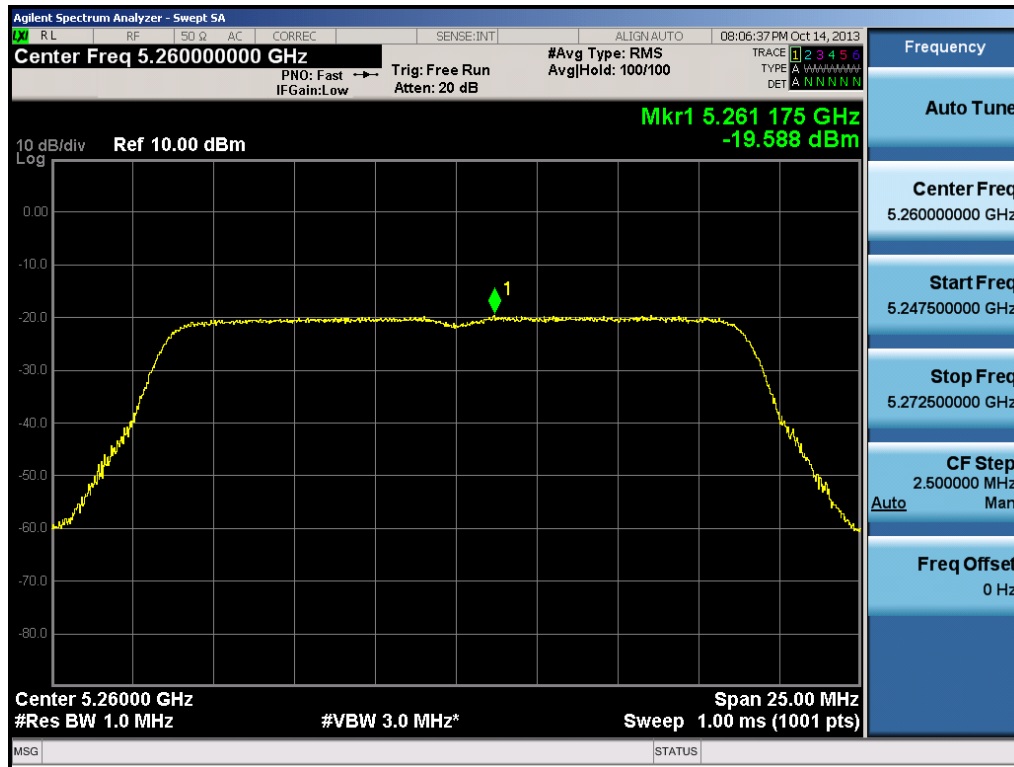 Agilent Spectrum Analyzer - Swept SA
LXI RL RF 50 Ω AC CORREC SENSE:INT ALIGN AUTO 08:06:37 PM Oct 14, 2013
Center Freq 5.260000000 GHz
PNO: Fast
IFGain:Low
Trig: Free Run
Atten: 20 dB
#Avg Type: RMS
Avg|Hold: 100/100
TRACE 1 2 3 4 5 6
TYPE A WWWWW
DET A N N N N N
Mkr1 5.261 175 GHz
-19.588 dBm
10 dB/div Ref 10.00 dBm
Log
0.00
-10.0
1
-20.0
-30.0
-40.0
-50.0
-60.0
-70.0
-80.0
Center 5.26000 GHz Span 25.00 MHz
#Res BW 1.0 MHz #VBW 3.0 MHz* Sweep 1.00 ms (1001 pts)
MSG STATUS
Frequency
Auto Tune
Center Freq
5.260000000 GHz
Start Freq
5.247500000 GHz
Stop Freq
5.272500000 GHz
CF Step
2.500000 MHz
Auto Man
Freq Offset
0 Hz